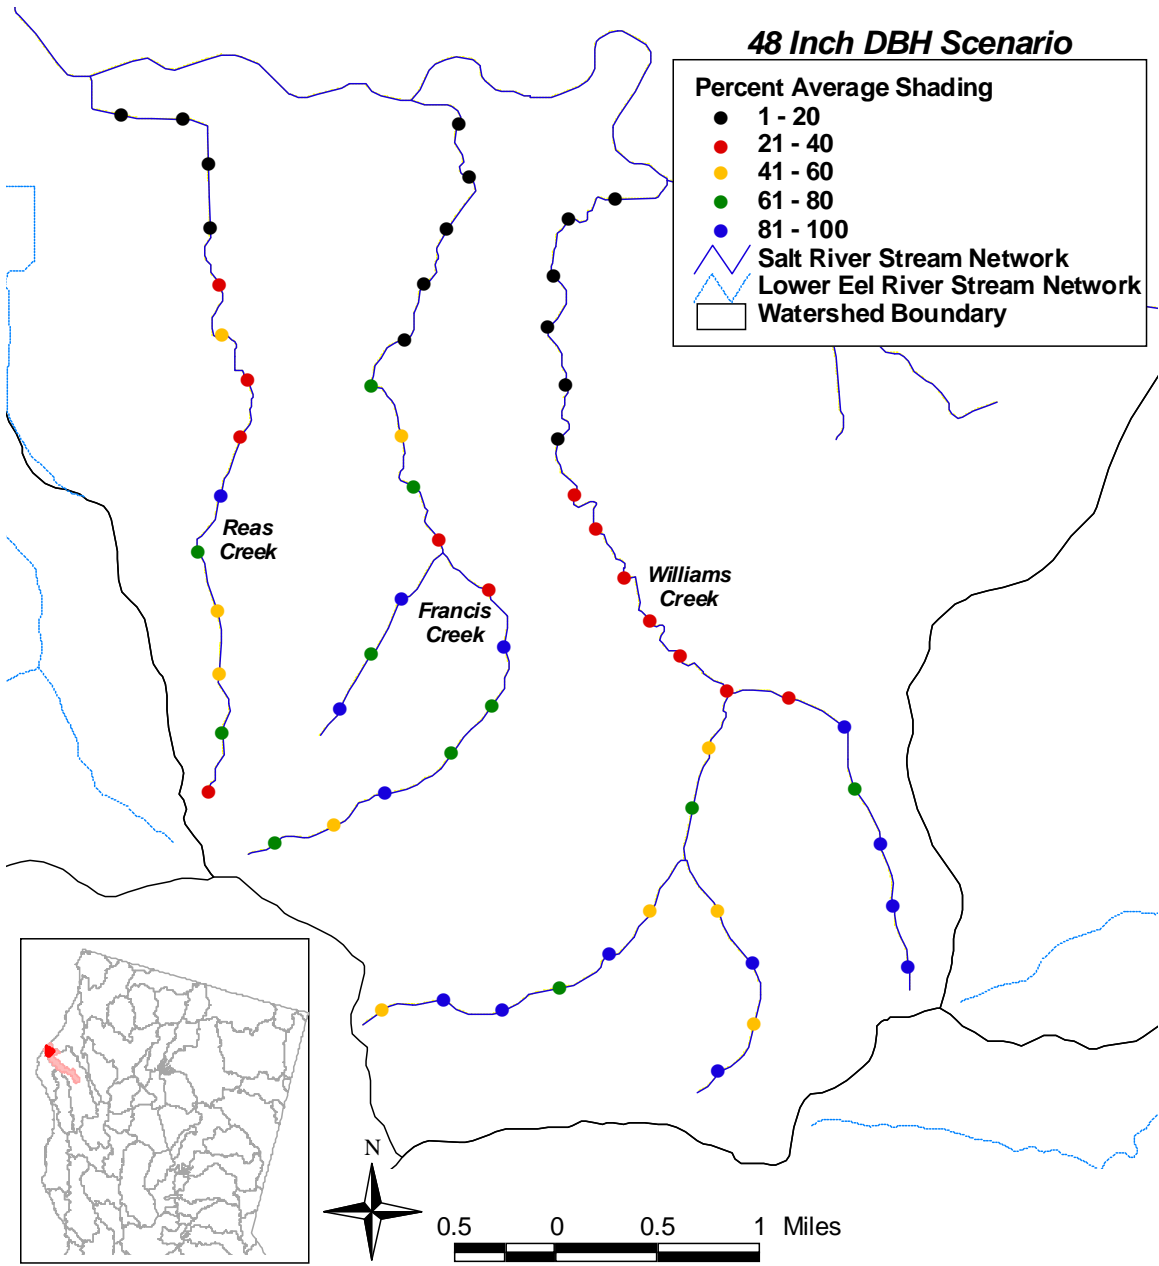 48 Inch DBH Scenario
Percent Average Shading
1 - 20
21 - 40
41 - 60
61 - 80
81 - 100
Salt River Stream Network
Lower Eel River Stream Network
Watershed Boundary
Reas
Creek
Francis
Creek
Williams
Creek
N
0.5 0 0.5 1 Miles